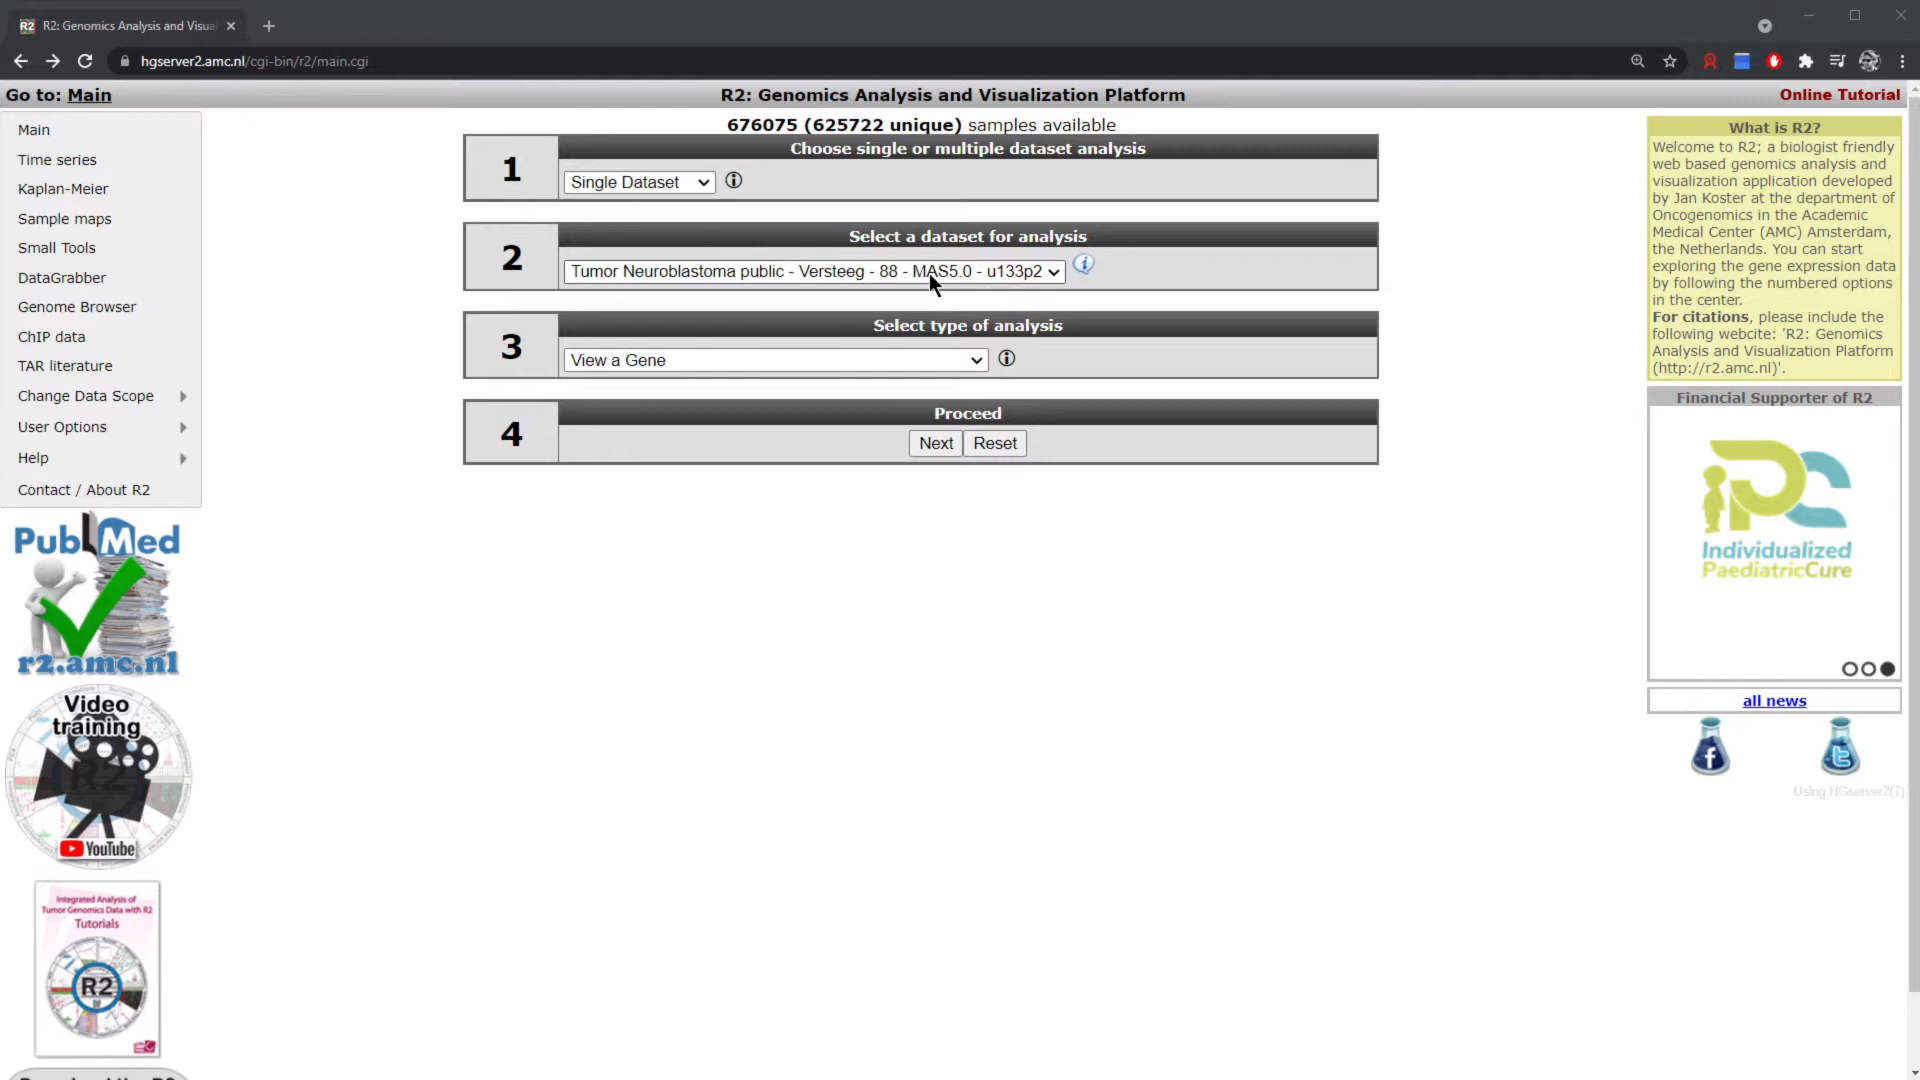 R2: Genomics Analysis and Visua
hgserver2.amc.nl/cgi-bin/r2/main.cgi
Go to: Main
R2: Genomics Analysis and Visualization Platform
Online Tutorial
Main
Time series
Kaplan-Meier
Sample maps
Small Tools
DataGrabber
Genome Browser
ChIP data
TAR literature
Change Data Scope
User Options
Help
Contact / About R2
PubMed
r2.amc.nl
Video
training
R2
YouTube
Integrated Analysis of
Tumor Genomics Data with R2
Tutorials
R2
676075 (625722 unique) samples available
1
Choose single or multiple dataset analysis
Single Dataset
2
Select a dataset for analysis
Tumor Neuroblastoma public - Versteeg - 88 - MAS5.0 - u133p2
3
Select type of analysis
View a Gene
4
Proceed
Next Reset
What is R2?
Welcome to R2; a biologist friendly
web based genomics analysis and
visualization application developed
by Jan Koster at the department of
Oncogenomics in the Academic
Medical Center (AMC) Amsterdam,
the Netherlands. You can start
exploring the gene expression data
by following the numbered options
in the center.
For citations, please include the
following webcite: 'R2: Genomics
Analysis and Visualization Platform
(http://r2.amc.nl)'.
Financial Supporter of R2
Individualized
PaediatricCure
all news
Using HGserver2(7)